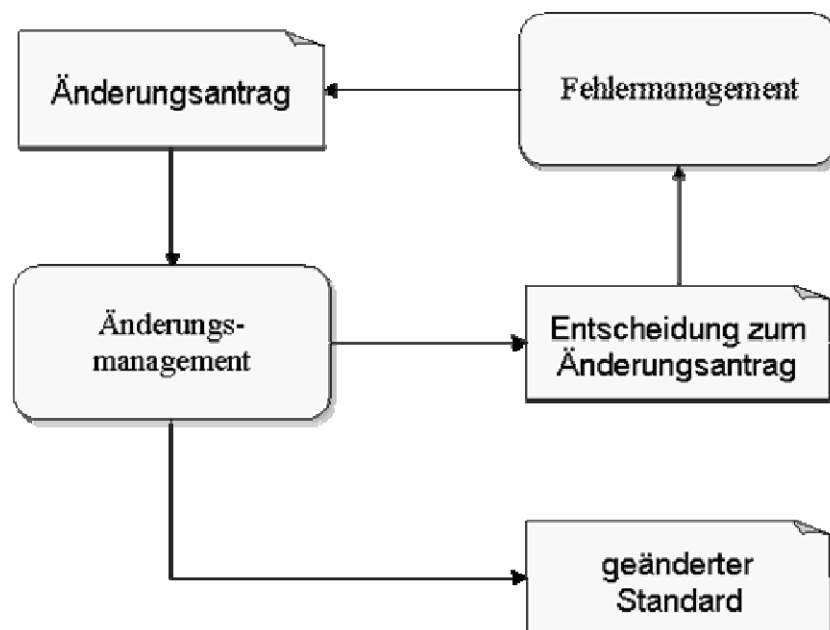 Änderungsantrag
Fehlermanagement
Änderungs-
management
Entscheidung zum
Änderungsantrag
geänderter
Standard